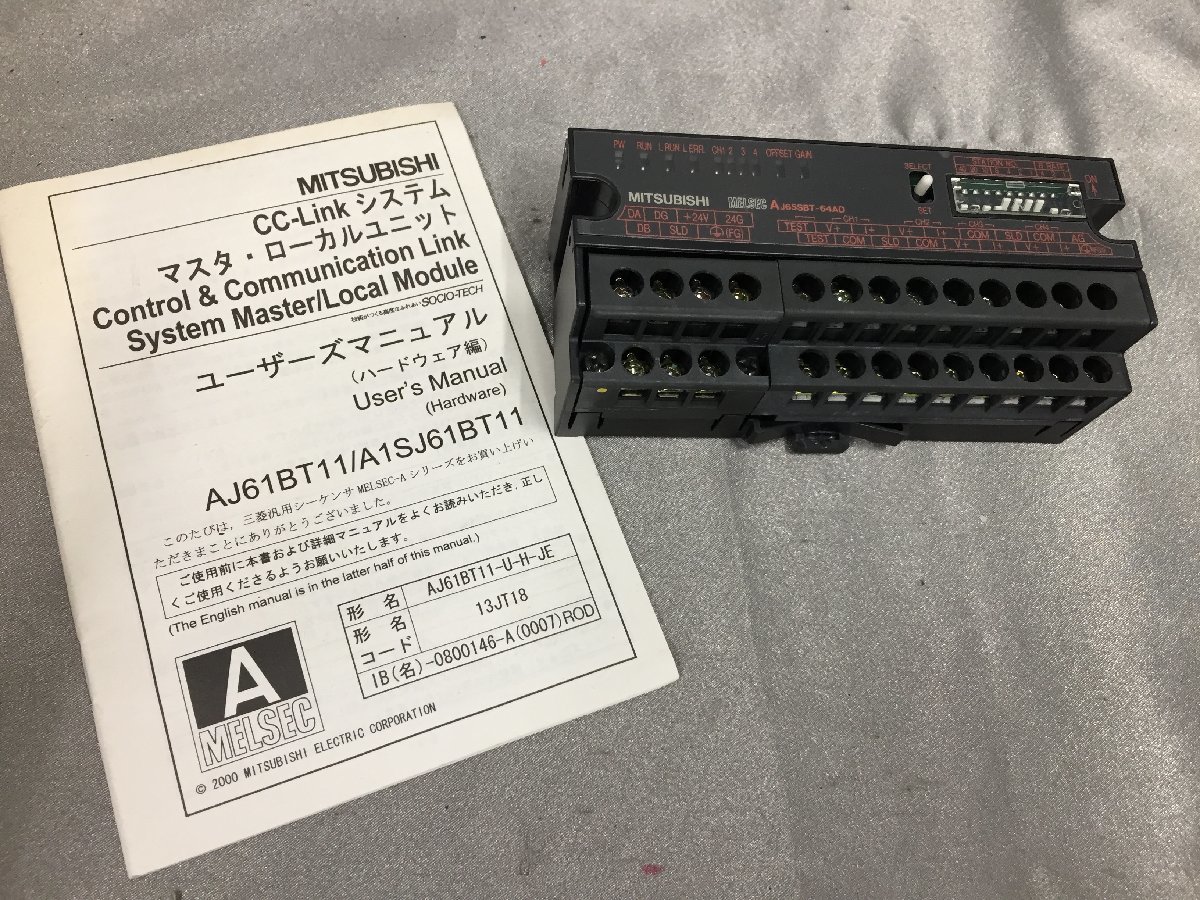 MITSUBISHI
CC-Link システム
マスタ・ローカルユニット
Control & Communication Link
System Master/Local Module
SOCIO-TECH
ユーザーズマニュアル
(ハードウェア編)
User's Manual
(Hardware)
AJ61BT11/A1SJ61BT11
このたびは,三菱汎用シーケンサ MELSEC-A シリーズをお買い上げい
ただきまことにありがとうございました。
ご使用前に本書および詳細マニュアルをよくお読みいただき,正し
くご使用くださるようお願いいたします。
(The English manual is in the latter half of this manual.)
形 名 AJ61BT11-U-H-JE
形 名
コード 13JT18
IB(名)-0800146-A(0007)ROD
A
MELSEC
© 2000 MITSUBISHI ELECTRIC CORPORATION
PW RUN L RUN L ERR. CH1 2 3 4 OFFSET GAIN
MITSUBISHI MELSEC AJ65SBT-64AD
SELECT
SET
STATION NO.
ON
DA DG +24V 24G
DB SLD (FG)
CH1 CH2
TEST V+ I+ V+ I+ COM SLD
TEST COM SLD COM V+ I+ V+ I+